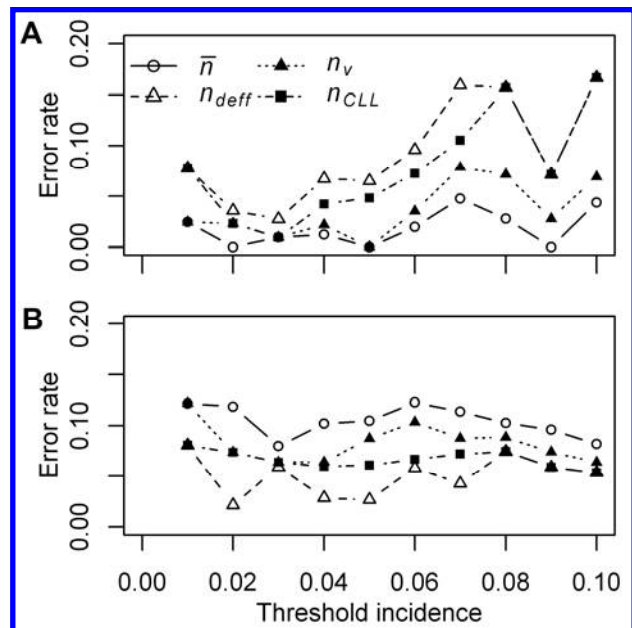 A
n̄
n_v
n_deff
n_CLL
Error rate
0.00
0.10
0.20
B
Error rate
0.00
0.10
0.20
0.00 0.02 0.04 0.06 0.08 0.10
Threshold incidence